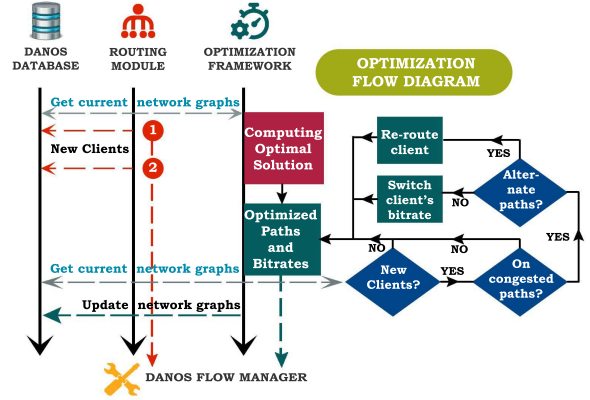 DANOS
DATABASE
ROUTING
MODULE
OPTIMIZATION
FRAMEWORK
OPTIMIZATION
FLOW DIAGRAM
Get current network graphs
1
New Clients
2
Computing
Optimal
Solution
Re-route
client
YES
Switch
client's
bitrate
NO
Alter-
nate
paths?
Optimized
Paths
and
Bitrates
NO
NO
YES
Get current network graphs
New
Clients?
YES
On
congested
paths?
Update network graphs
DANOS FLOW MANAGER